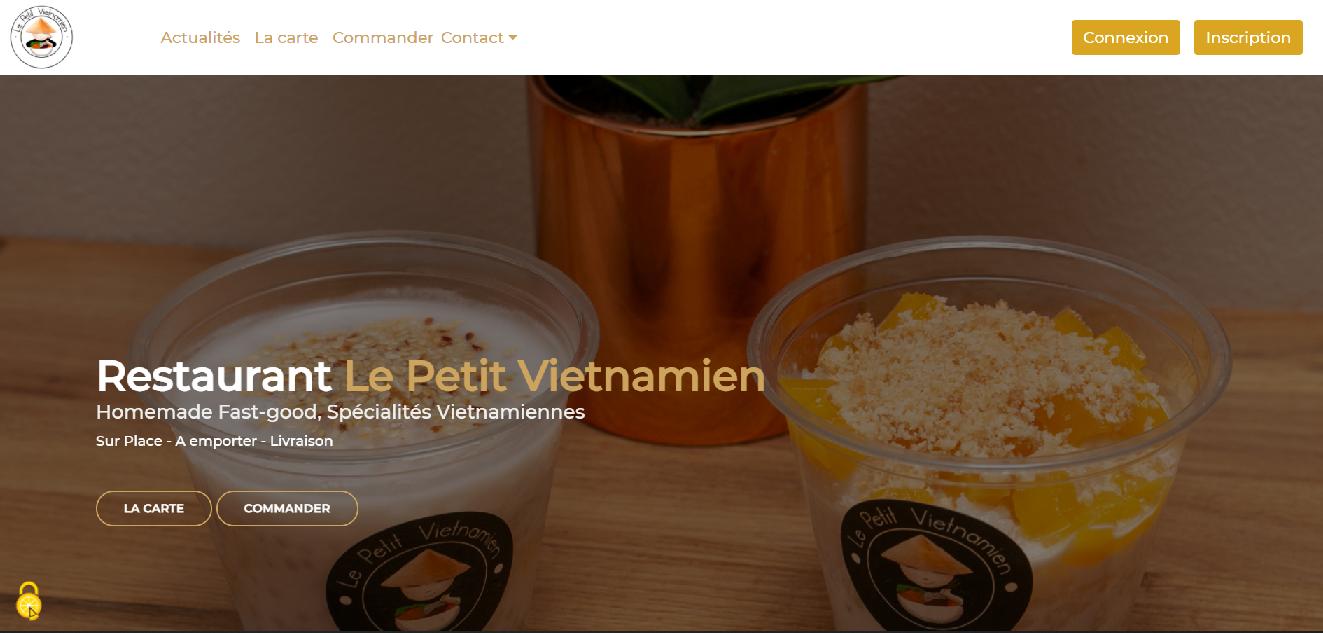 Le Petit Vietnamien
Actualités La carte Commander Contact
Connexion Inscription
Restaurant Le Petit Vietnamien
Homemade Fast-good, Spécialités Vietnamiennes
Sur Place - A emporter - Livraison
LA CARTE COMMANDER
Le Petit Vietnamien
Le Petit Vietnamien